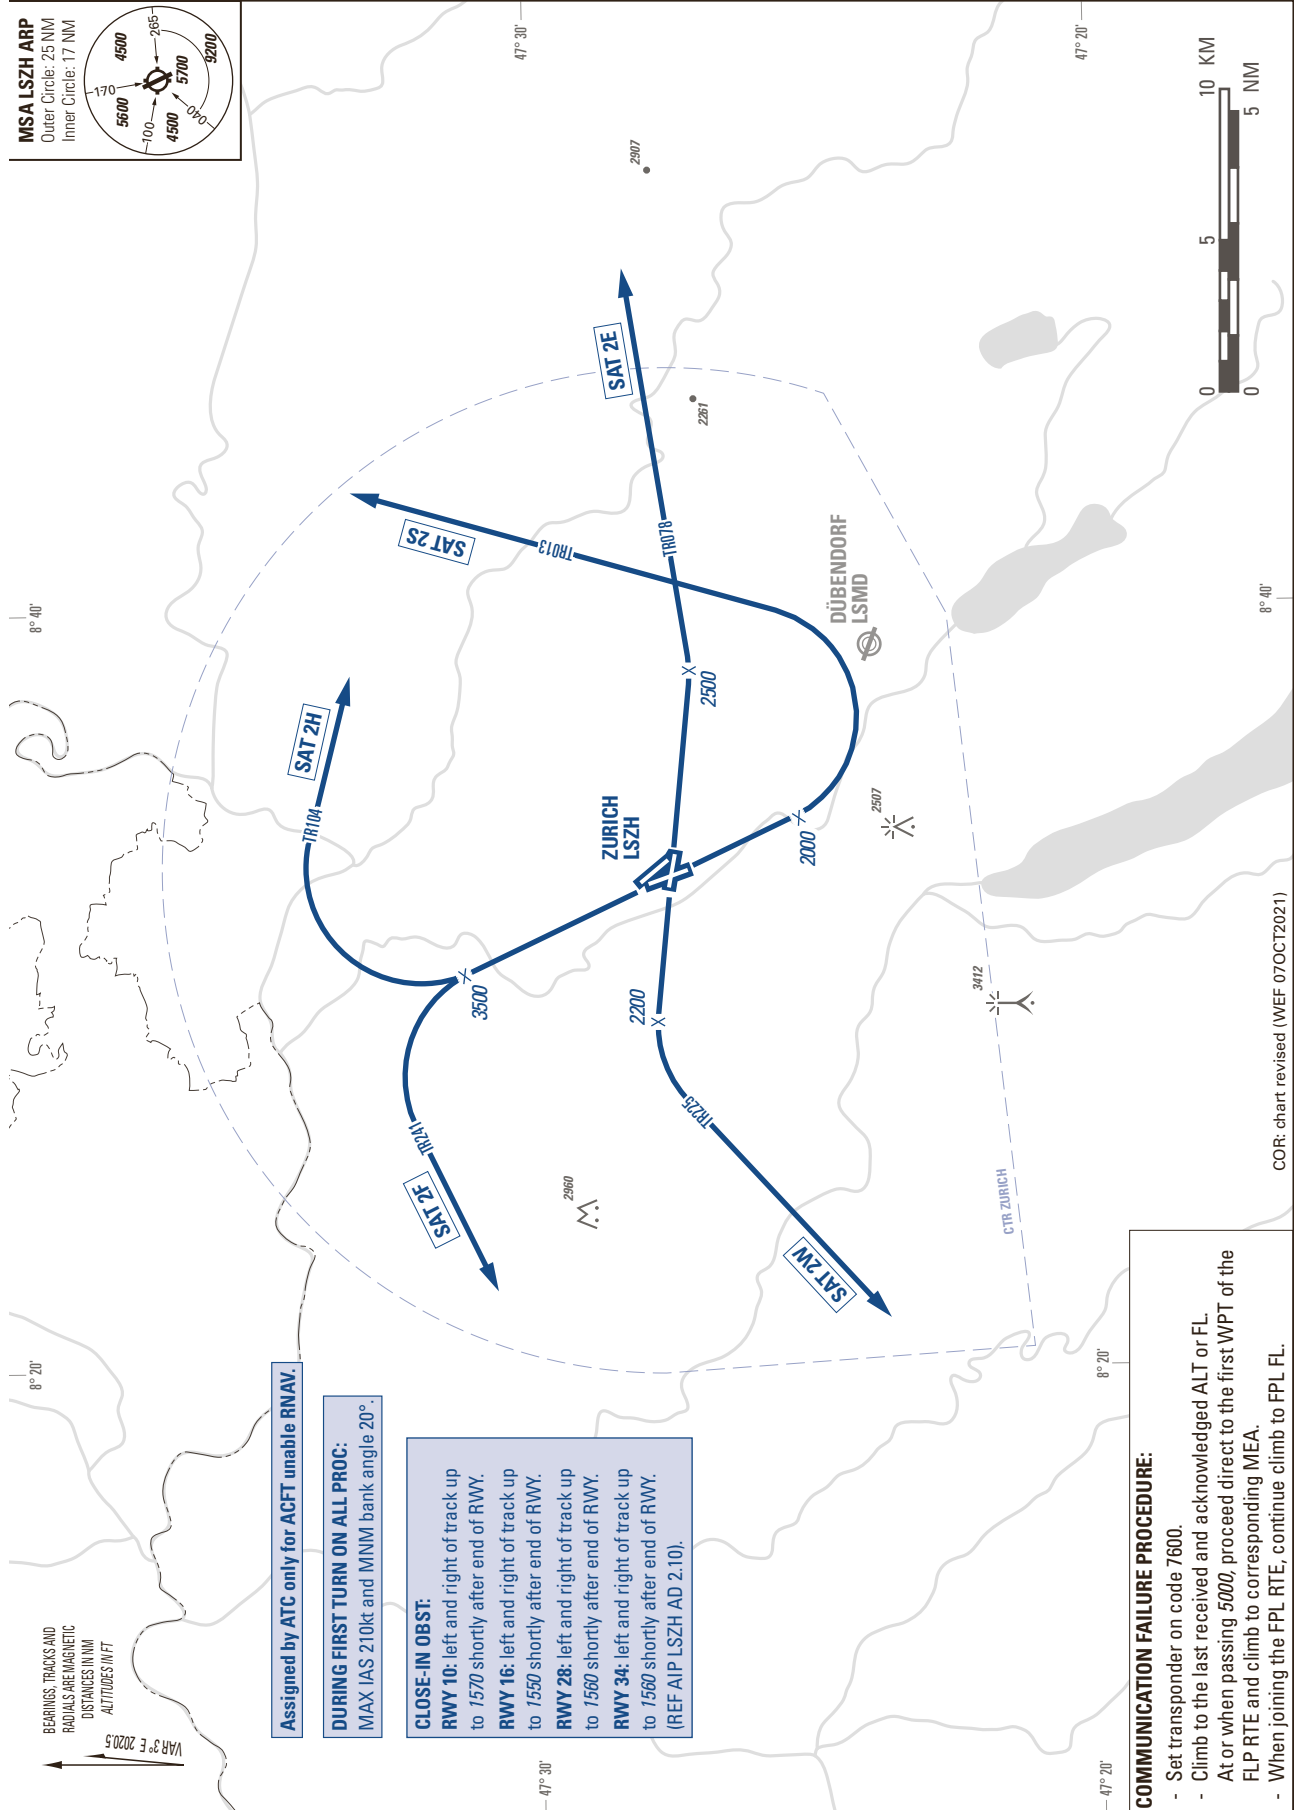 BEARINGS, TRACKS AND
RADIALS ARE MAGNETIC
DISTANCES IN NM
ALTITUDES IN FT
VAR 3° E 2020.5
8° 20'
8° 40'
MSA LSZH ARP
Outer Circle: 25 NM
Inner Circle: 17 NM
170
265
100
040
5600
4500
5700
9200
4500
Assigned by ATC only for ACFT unable RNAV.
DURING FIRST TURN ON ALL PROC:
MAX IAS 210kt and MNM bank angle 20°.
CLOSE-IN OBST:
RWY 10: left and right of track up
to 1570 shortly after end of RWY.
RWY 16: left and right of track up
to 1550 shortly after end of RWY.
RWY 28: left and right of track up
to 1560 shortly after end of RWY.
RWY 34: left and right of track up
to 1560 shortly after end of RWY.
(REF AIP LSZH AD 2.10).
SAT 2H
TR104
SAT 2S
TR013
SAT 2F
TR241
3500
47° 30'
47° 30'
2960
2907
SAT 2E
TR078
2261
ZURICH
LSZH
2200
2500
TR225
SAT 2W
2000
2507
DÜBENDORF
LSMD
3412
CTR ZURICH
47° 20'
47° 20'
8° 20'
8° 40'
0
5
10 KM
0
5 NM
COMMUNICATION FAILURE PROCEDURE:
- Set transponder on code 7600.
- Climb to the last received and acknowledged ALT or FL.
At or when passing 5000, proceed direct to the first WPT of the
FLP RTE and climb to corresponding MEA.
- When joining the FPL RTE, continue climb to FPL FL.
COR: chart revised (WEF 07OCT2021)